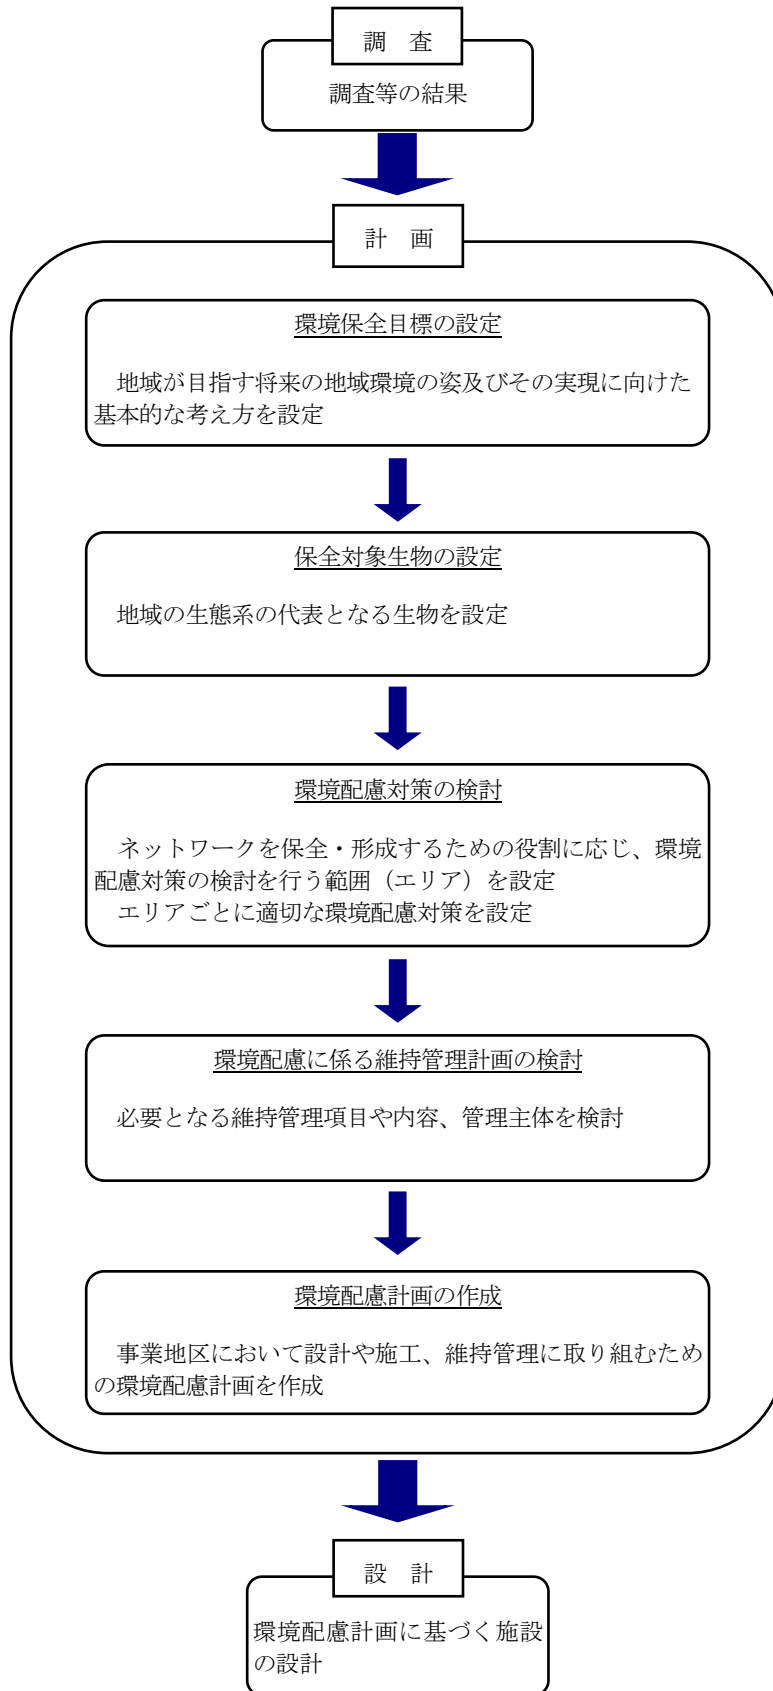 調　査
調査等の結果
計　画
環境保全目標の設定
　地域が目指す将来の地域環境の姿及びその実現に向けた
基本的な考え方を設定
保全対象生物の設定
　地域の生態系の代表となる生物を設定
環境配慮対策の検討
　ネットワークを保全・形成するための役割に応じ、環境
配慮対策の検討を行う範囲（エリア）を設定
　エリアごとに適切な環境配慮対策を設定
環境配慮に係る維持管理計画の検討
　必要となる維持管理項目や内容、管理主体を検討
環境配慮計画の作成
　事業地区において設計や施工、維持管理に取り組むため
の環境配慮計画を作成
設　計
環境配慮計画に基づく施設
の設計